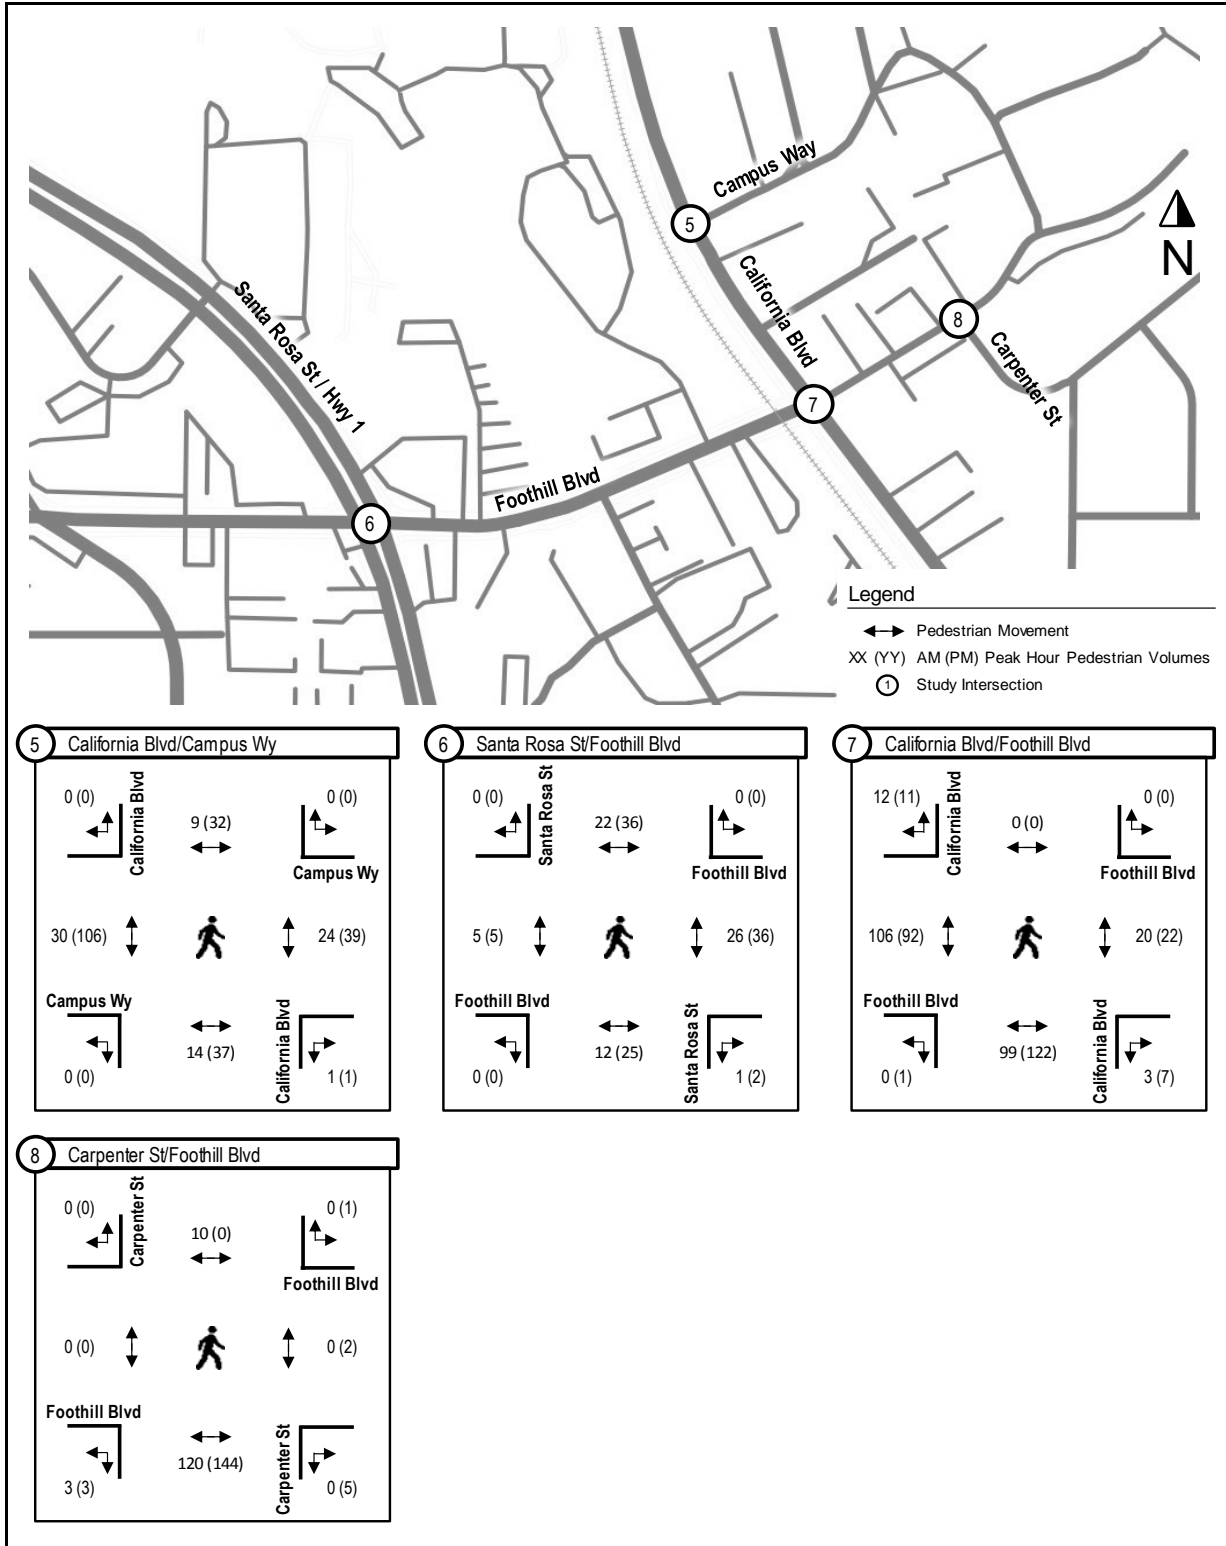 Campus Way
5
N
California Blvd
Santa Rosa St / Hwy 1
8
Carpenter St
7
Foothill Blvd
6
Legend
Pedestrian Movement
XX (YY) AM (PM) Peak Hour Pedestrian Volumes
1 Study Intersection
5 California Blvd/Campus Wy
0 (0)
California Blvd
9 (32)
0 (0)
Campus Wy
30 (106)
24 (39)
Campus Wy
14 (37)
California Blvd
0 (0)
1 (1)
6 Santa Rosa St/Foothill Blvd
0 (0)
Santa Rosa St
22 (36)
0 (0)
Foothill Blvd
5 (5)
26 (36)
Foothill Blvd
12 (25)
Santa Rosa St
0 (0)
1 (2)
7 California Blvd/Foothill Blvd
12 (11)
California Blvd
0 (0)
0 (0)
Foothill Blvd
106 (92)
20 (22)
Foothill Blvd
99 (122)
California Blvd
0 (1)
3 (7)
8 Carpenter St/Foothill Blvd
0 (0)
Carpenter St
10 (0)
0 (1)
Foothill Blvd
0 (0)
0 (2)
Foothill Blvd
120 (144)
Carpenter St
3 (3)
0 (5)